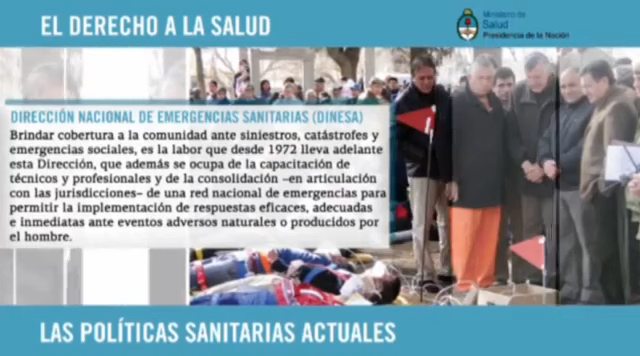 EL DERECHO A LA SALUD
Ministerio de
Salud
Presidencia de la Nación
DIRECCIÓN NACIONAL DE EMERGENCIAS SANITARIAS (DINESA)
Brindar cobertura a la comunidad ante siniestros, catástrofes y
emergencias sociales, es la labor que desde 1972 lleva adelante
esta Dirección, que además se ocupa de la capacitación de
técnicos y profesionales y de la consolidación –en articulación
con las jurisdicciones– de una red nacional de emergencias para
permitir la implementación de respuestas eficaces, adecuadas
e inmediatas ante eventos adversos naturales o producidos por
el hombre.
LAS POLÍTICAS SANITARIAS ACTUALES